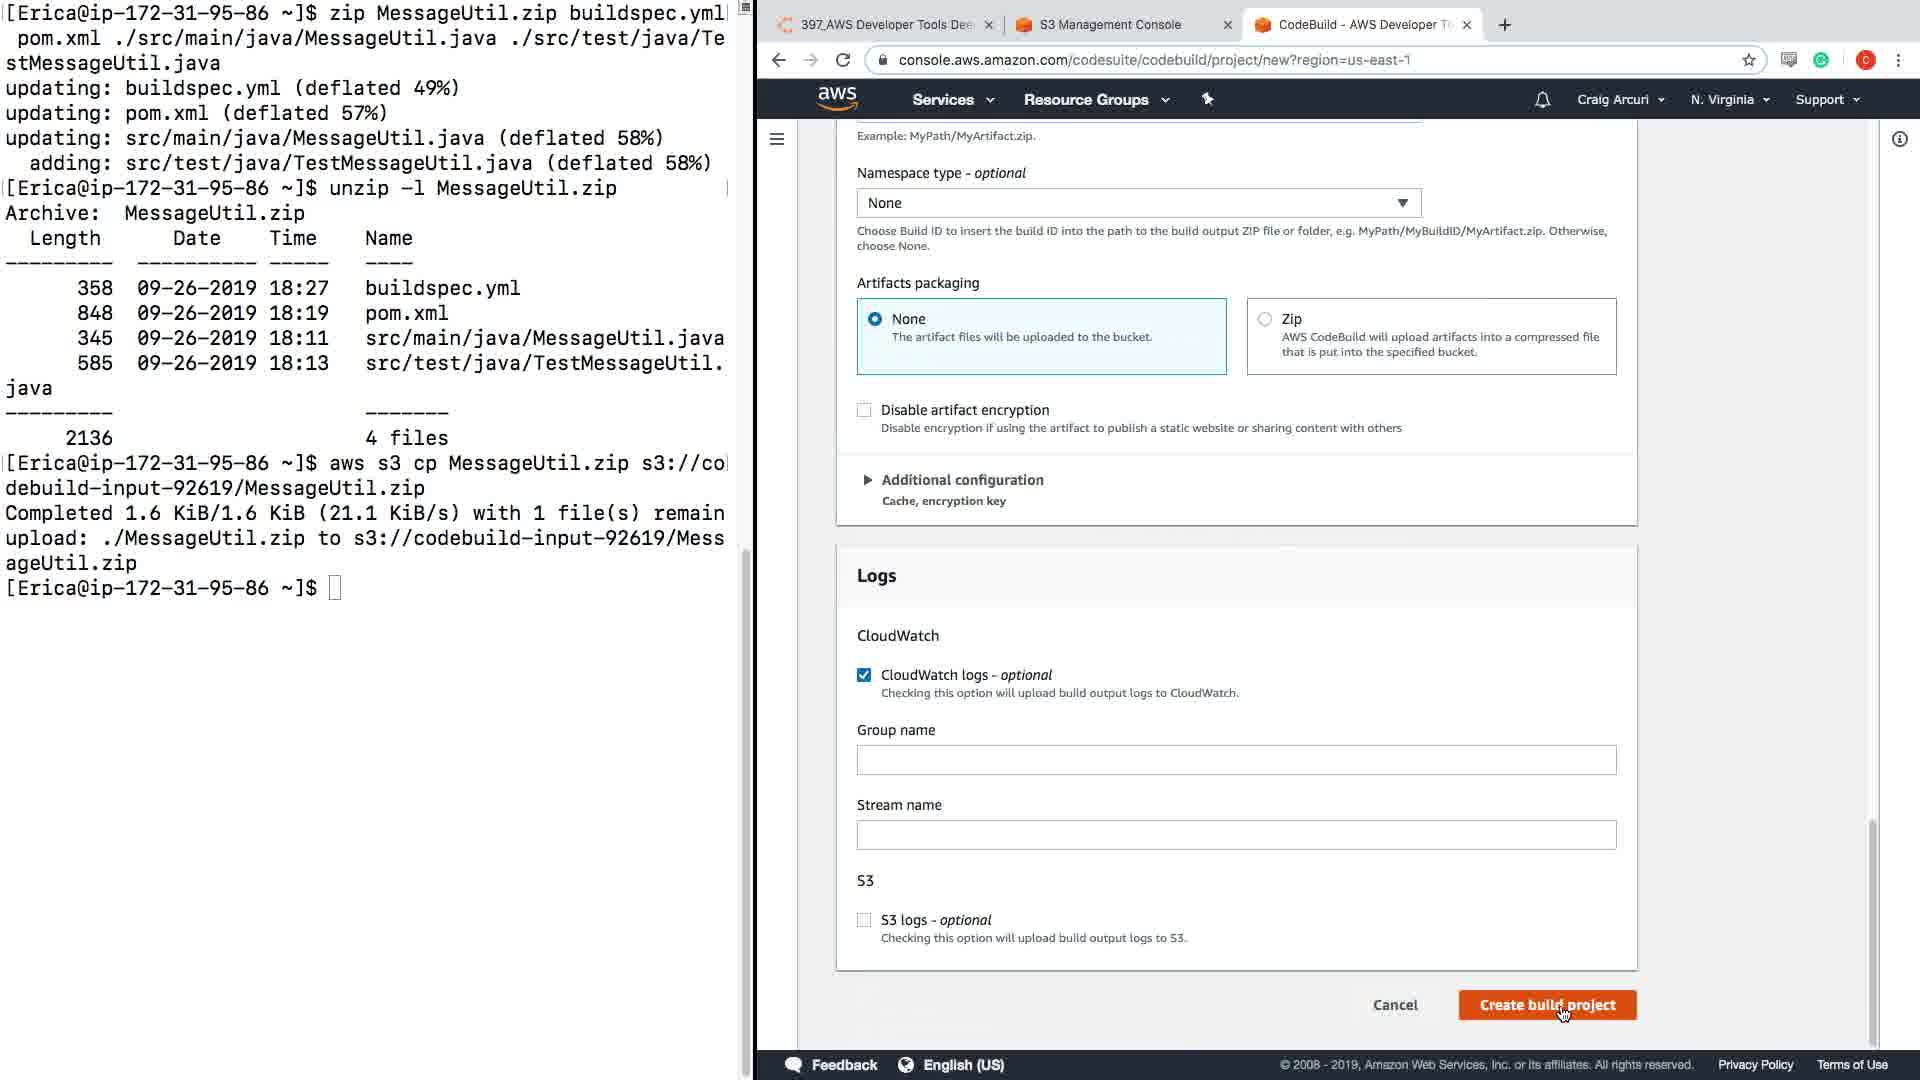 [Erica@ip-172-31-95-86 ~]$ zip MessageUtil.zip buildspec.yml
pom.xml ./src/main/java/MessageUtil.java ./src/test/java/Te
stMessageUtil.java
updating: buildspec.yml (deflated 49%)
updating: pom.xml (deflated 57%)
updating: src/main/java/MessageUtil.java (deflated 58%)
adding: src/test/java/TestMessageUtil.java (deflated 58%)
[Erica@ip-172-31-95-86 ~]$ unzip -l MessageUtil.zip
Archive:  MessageUtil.zip
Length      Date    Time    Name
---------  ---------- -----   ----
358  09-26-2019 18:27   buildspec.yml
848  09-26-2019 18:19   pom.xml
345  09-26-2019 18:11   src/main/java/MessageUtil.java
585  09-26-2019 18:13   src/test/java/TestMessageUtil.
java
---------                     -------
2136                     4 files
[Erica@ip-172-31-95-86 ~]$ aws s3 cp MessageUtil.zip s3://co
debuild-input-92619/MessageUtil.zip
Completed 1.6 KiB/1.6 KiB (21.1 KiB/s) with 1 file(s) remain
upload: ./MessageUtil.zip to s3://codebuild-input-92619/Mess
ageUtil.zip
[Erica@ip-172-31-95-86 ~]$
397_AWS Developer Tools Dee
S3 Management Console
CodeBuild - AWS Developer To
console.aws.amazon.com/codesuite/codebuild/project/new?region=us-east-1
C
aws
Services
Resource Groups
Craig Arcuri
N. Virginia
Support
Example: MyPath/MyArtifact.zip.
Namespace type - optional
None
Choose Build ID to insert the build ID into the path to the build output ZIP file or folder, e.g. MyPath/MyBuildID/MyArtifact.zip. Otherwise,
choose None.
Artifacts packaging
None
The artifact files will be uploaded to the bucket.
Zip
AWS CodeBuild will upload artifacts into a compressed file
that is put into the specified bucket.
Disable artifact encryption
Disable encryption if using the artifact to publish a static website or sharing content with others
Additional configuration
Cache, encryption key
Logs
CloudWatch
CloudWatch logs - optional
Checking this option will upload build output logs to CloudWatch.
Group name
Stream name
S3
S3 logs - optional
Checking this option will upload build output logs to S3.
Cancel
Create build project
Feedback
English (US)
© 2008 - 2019, Amazon Web Services, Inc. or its affiliates. All rights reserved.
Privacy Policy
Terms of Use